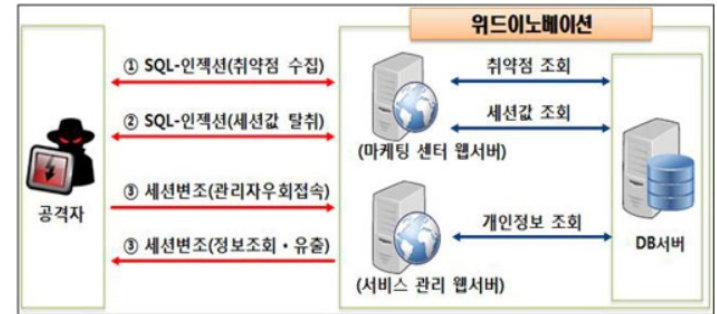 위드이노베이션
① SQL-인젝션(취약점 수집)
취약점 조회
② SQL-인젝션(세션값 탈취)
세션값 조회
(마케팅 센터 웹서버)
③ 세션변조(관리자우회접속)
공격자
개인정보 조회
DB서버
③ 세션변조(정보조회・유출)
(서비스 관리 웹서버)